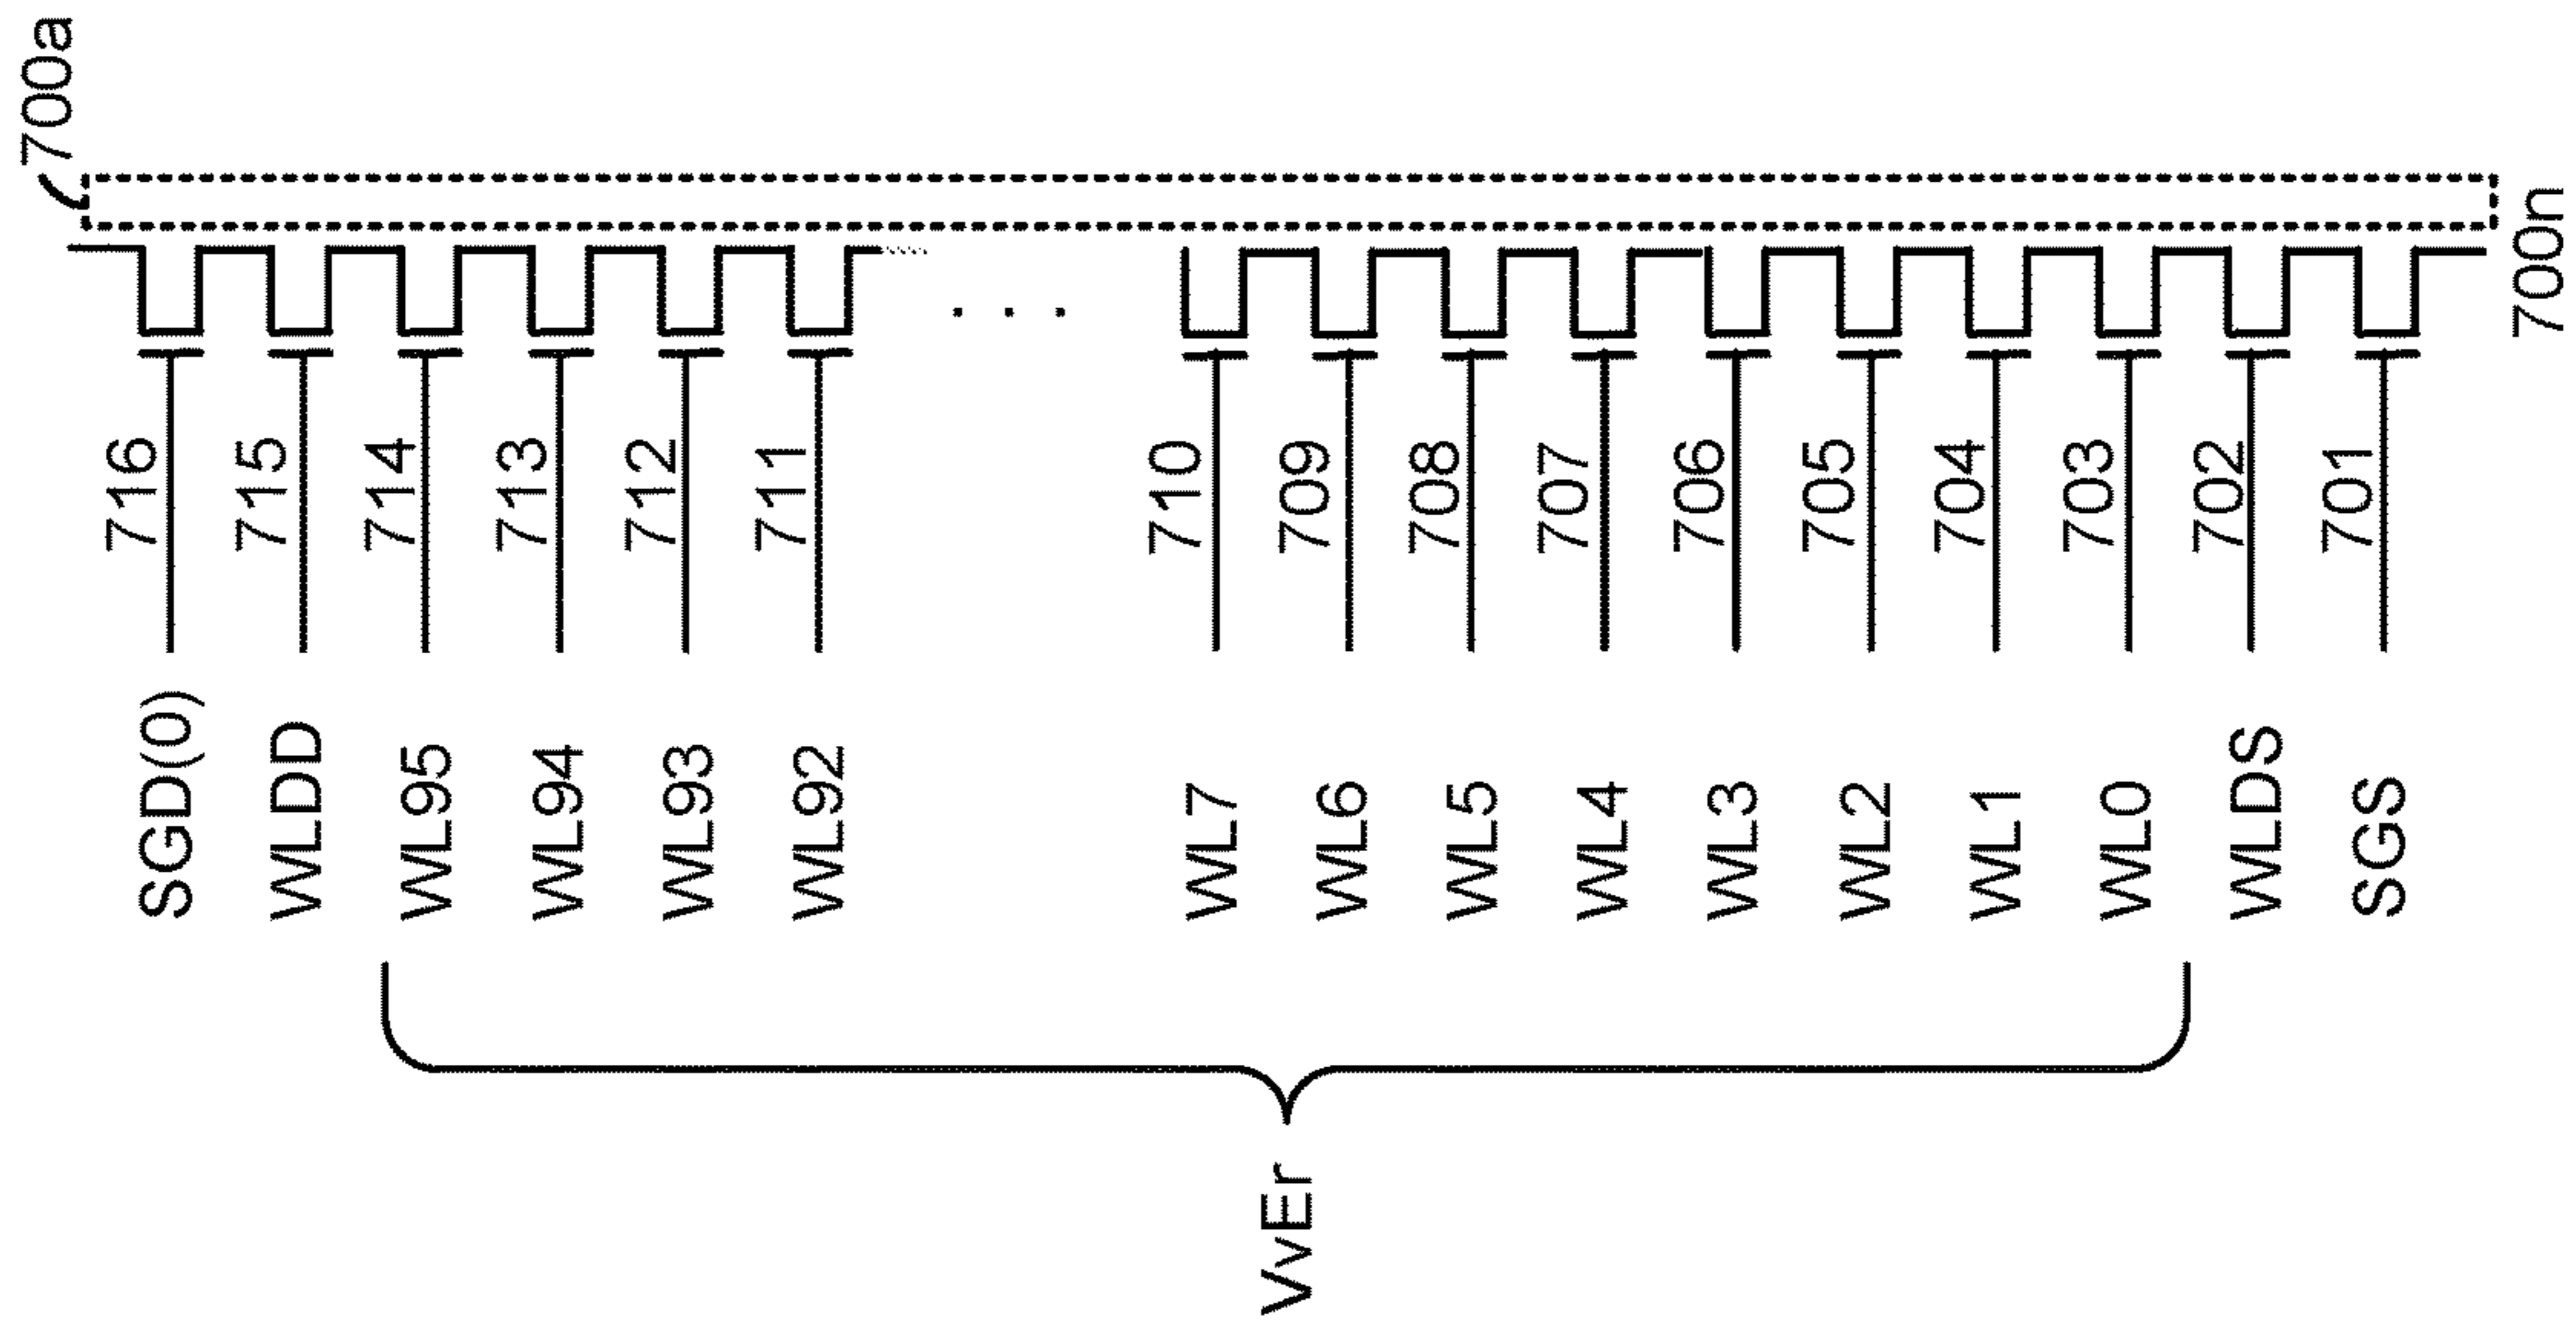 700a
716
715
714
713
712
711
. . .
710
709
708
707
706
705
704
703
702
701
700n
SGD(0)
WLDD
WL95
WL94
WL93
WL92
WL7
WL6
WL5
WL4
WL3
WL2
WL1
WL0
WLDS
SGS
VvEr